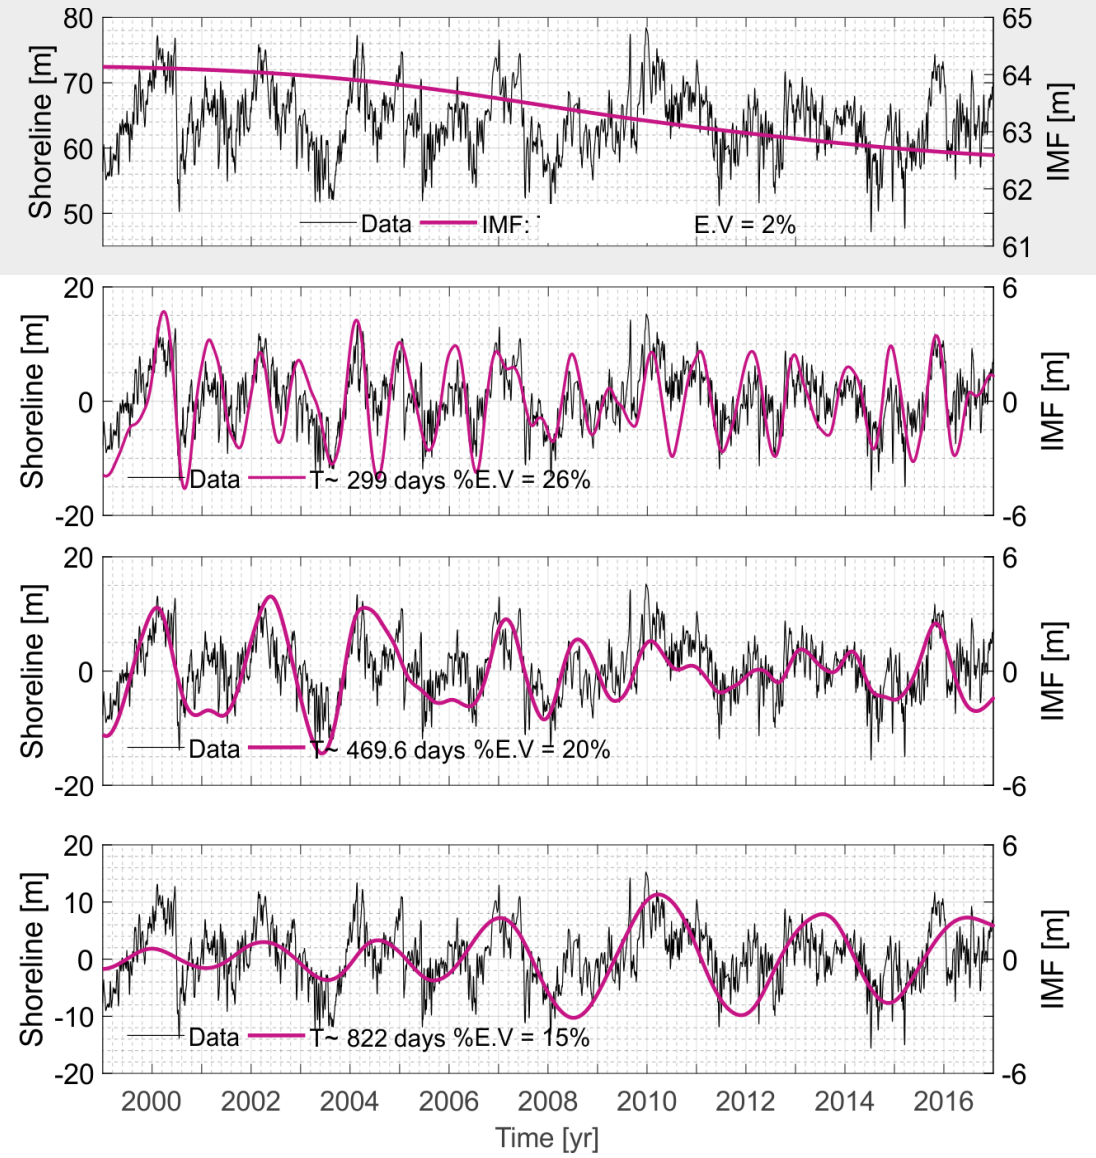 80
70
60
50
Shoreline [m]
65
64
63
62
61
IMF [m]
Data IMF: E.V = 2%
20
0
-20
Shoreline [m]
6
0
-6
IMF [m]
Data T~ 299 days %E.V = 26%
20
0
-20
Shoreline [m]
6
0
-6
IMF [m]
Data T~ 469.6 days %E.V = 20%
20
10
0
-10
-20
Shoreline [m]
6
0
-6
IMF [m]
Data T~ 822 days %E.V = 15%
2000 2002 2004 2006 2008 2010 2012 2014 2016
Time [yr]